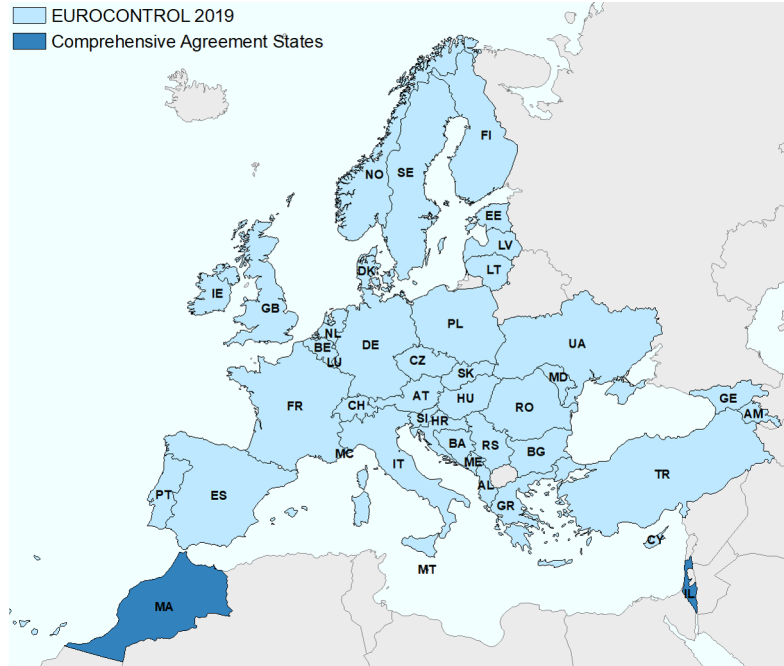 EUROCONTROL 2019
Comprehensive Agreement States
FI
NO
SE
EE
LV
LT
DK
IE
GB
NL
BE
LU
DE
PL
CZ
SK
UA
MD
FR
CH
AT
HU
RO
SI
HR
BA
RS
ME
BG
AL
GR
MC
IT
PT
ES
GE
AM
TR
CY
MT
MA
IL